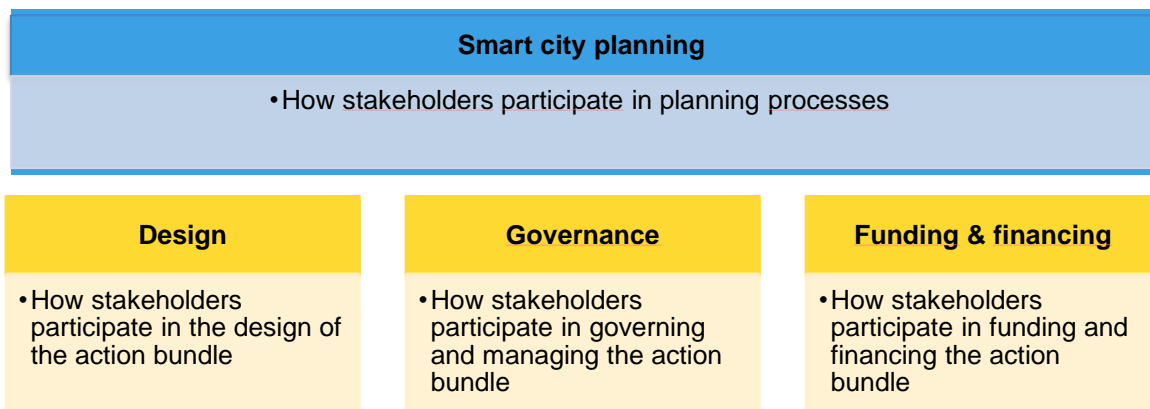 Smart city planning
•How stakeholders participate in planning processes
Design
•How stakeholders
participate in the design of
the action bundle
Governance
•How stakeholders
participate in governing
and managing the action
bundle
Funding & financing
•How stakeholders
participate in funding and
financing the action
bundle